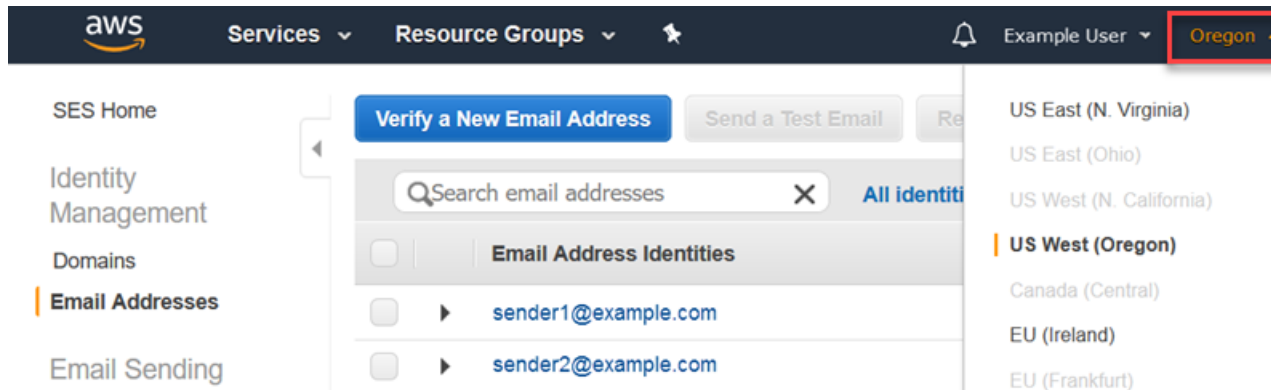 aws Services Resource Groups Example User Oregon
SES Home
Identity
Management
Domains
Email Addresses
Email Sending
Verify a New Email Address Send a Test Email Re
Search email addresses All identiti
Email Address Identities
sender1@example.com
sender2@example.com
US East (N. Virginia)
US East (Ohio)
US West (N. California)
US West (Oregon)
Canada (Central)
EU (Ireland)
EU (Frankfurt)